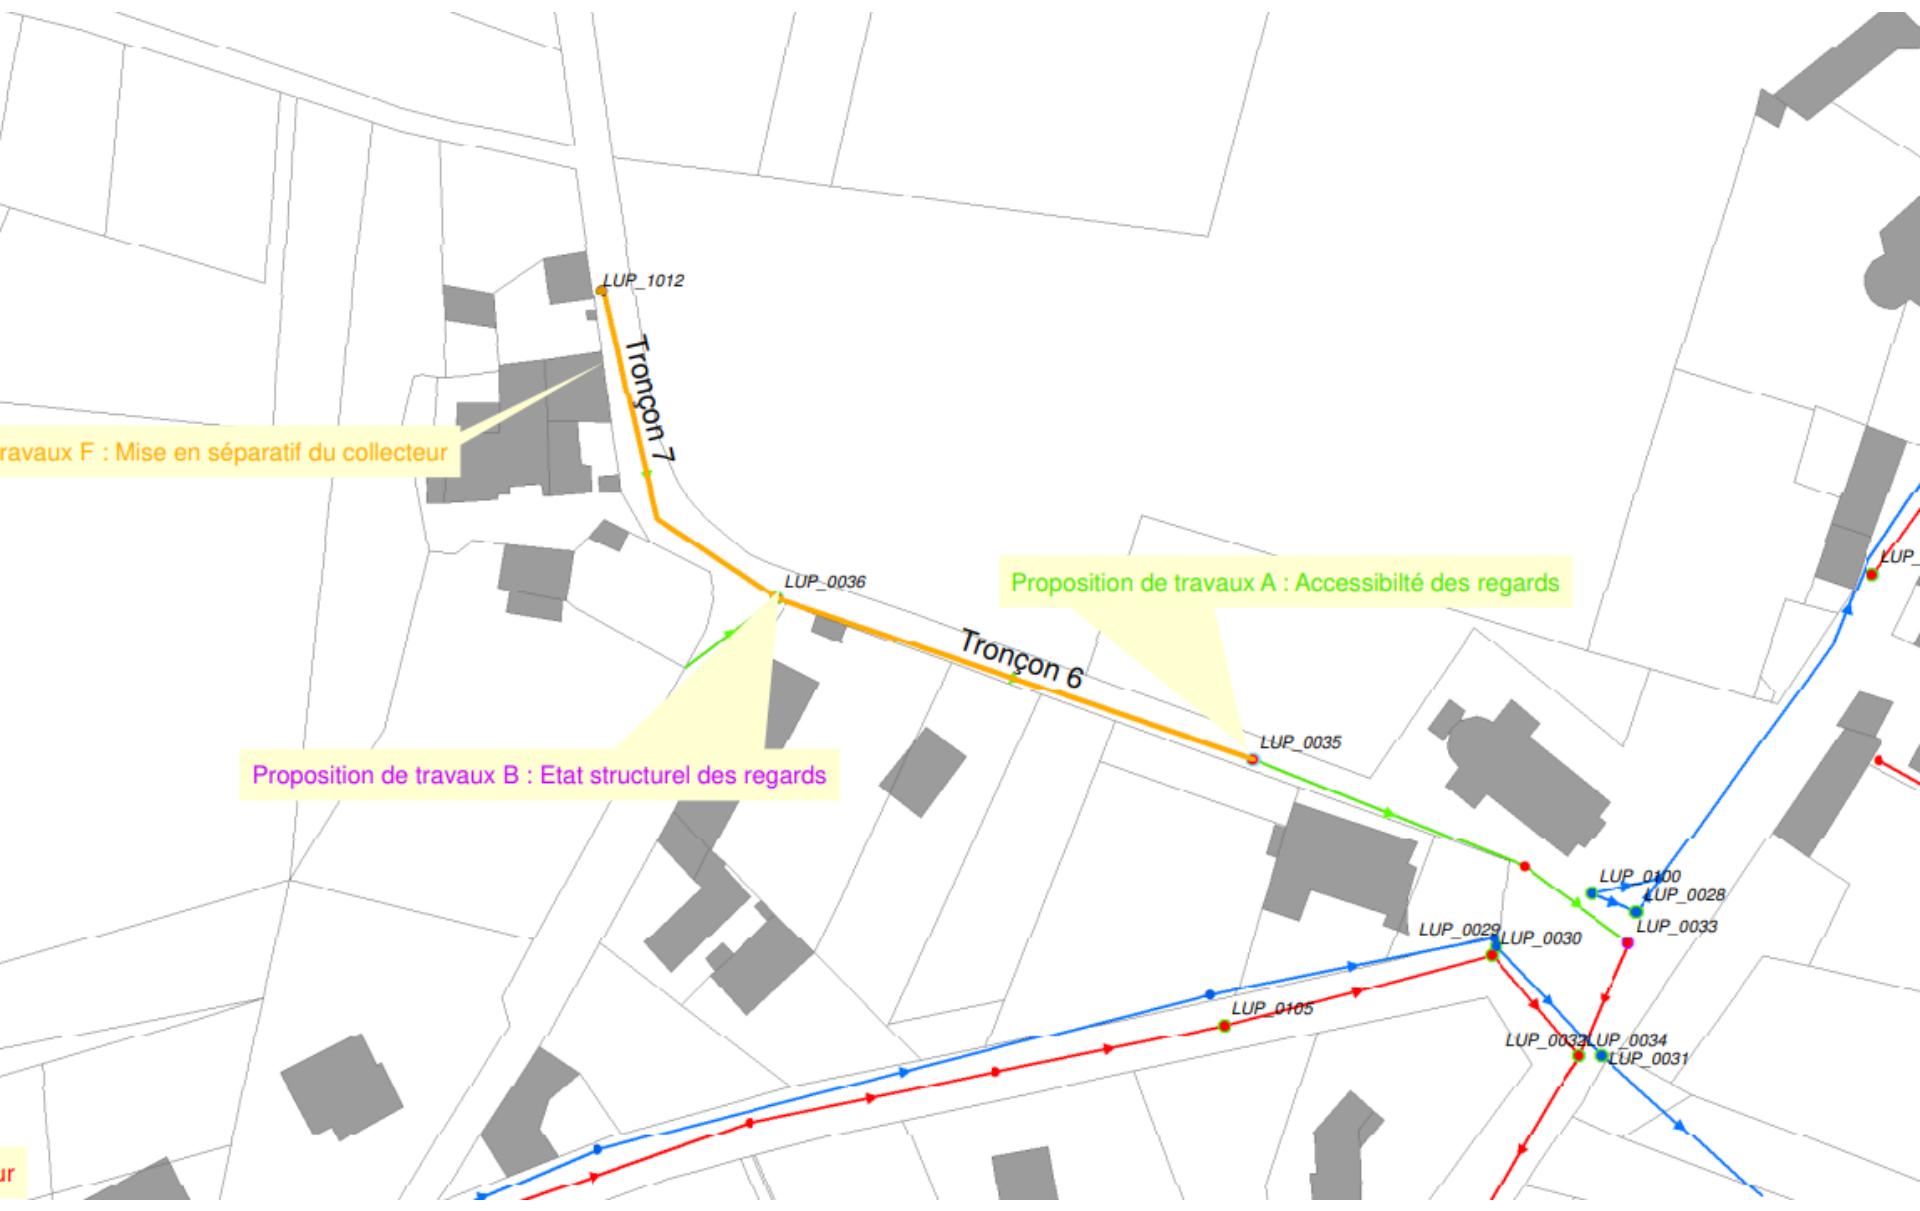 LUP_1012
Tronçon 7
ravaux F : Mise en séparatif du collecteur
LUP_
LUP_0036
Proposition de travaux A : Accessibilté des regards
Tronçon 6
LUP_0035
Proposition de travaux B : Etat structurel des regards
LUP_0100
LUP_0028
LUP_0033
LUP_0029
LUP_0030
LUP_0105
LUP_0032
LUP_0034
LUP_0031
ur